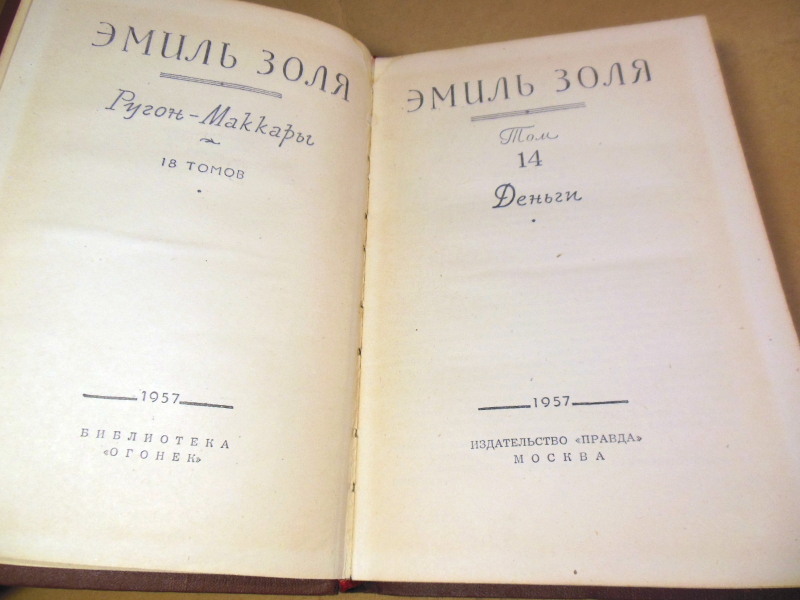 ЭМИЛЬ ЗОЛЯ
Ругон-Маккары
18 ТОМОВ
1957
БИБЛИОТЕКА
«ОГОНЕК»
ЭМИЛЬ ЗОЛЯ
Том
14
Деньги
1957
ИЗДАТЕЛЬСТВО «ПРАВДА»
МОСКВА